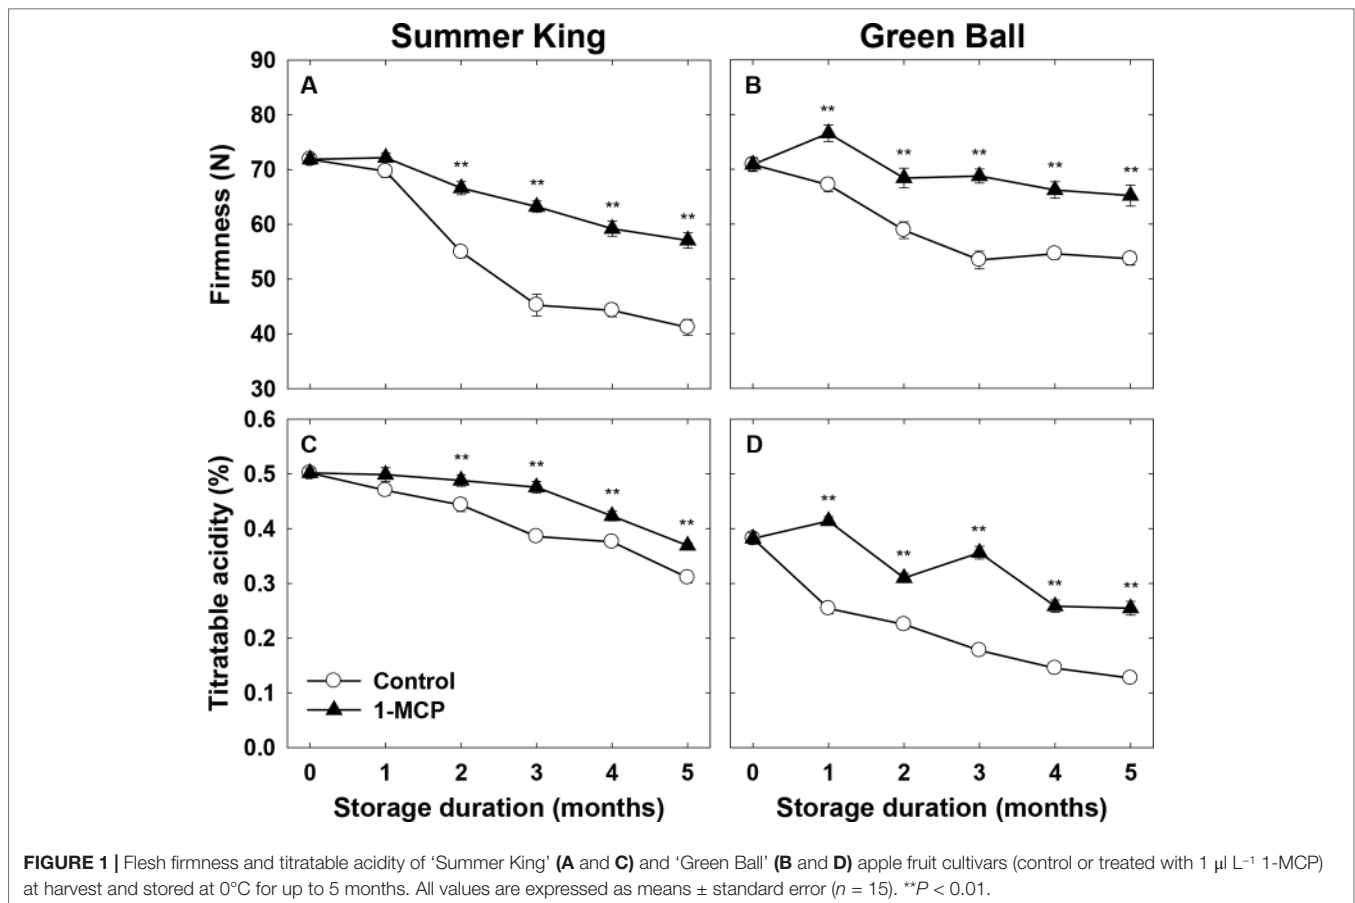 Summer King
Green Ball
A
B
Firmness (N)
90
80
70
60
50
40
30
** ** ** **
** ** ** ** **
C
D
Titratable acidity (%)
0.6
0.5
0.4
0.3
0.2
0.1
0.0
** ** ** **
** ** ** ** **
Control
1-MCP
0 1 2 3 4 5
0 1 2 3 4 5
Storage duration (months)
Storage duration (months)
FIGURE 1 | Flesh firmness and titratable acidity of ‘Summer King’ (A and C) and ‘Green Ball’ (B and D) apple fruit cultivars (control or treated with 1 μl L⁻¹ 1-MCP)
at harvest and stored at 0°C for up to 5 months. All values are expressed as means ± standard error (n = 15). **P < 0.01.